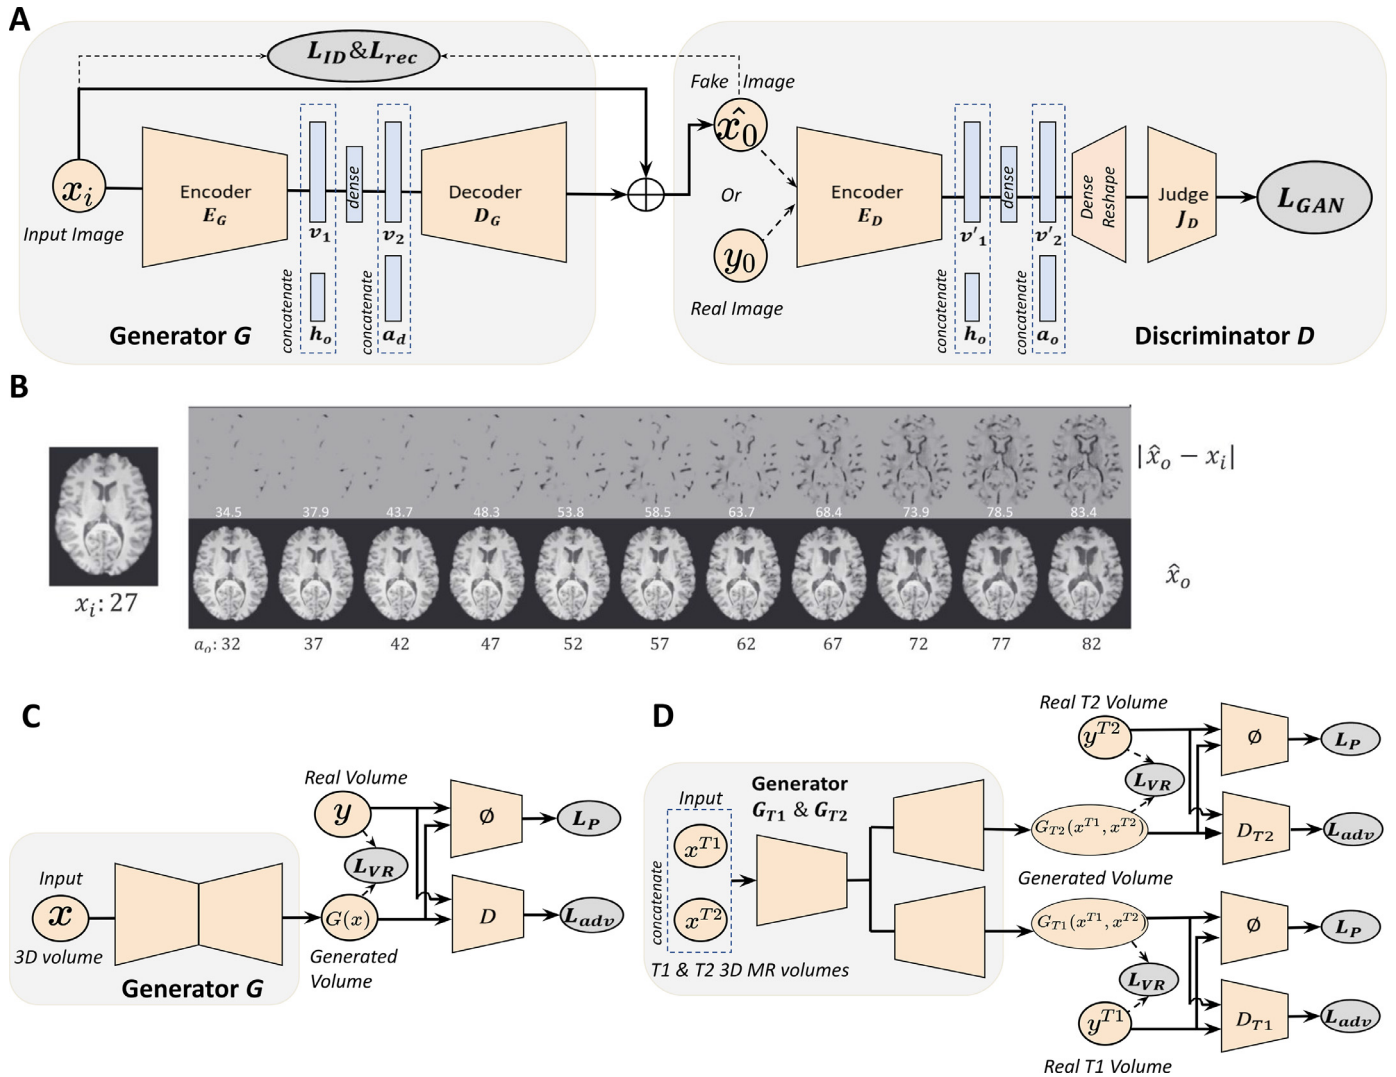 A
L_ID&L_rec
Fake Image
x̂_0
x_i
Input Image
Encoder
E_G
v_1
dense
v_2
Decoder
D_G
concatenate
h_o
concatenate
a_d
Generator G
Or
y_0
Real Image
Encoder
E_D
v'_1
dense
v'_2
Dense
Reshape
Judge
J_D
L_GAN
concatenate
h_o
concatenate
a_o
Discriminator D
B
|x̂_o − x_i|
34.5 37.9 43.7 48.3 53.8 58.5 63.7 68.4 73.9 78.5 83.4
x̂_o
x_i: 27
a_o: 32 37 42 47 52 57 62 67 72 77 82
C
Real Volume
y
Ø
L_P
L_VR
Input
x
3D volume
G(x)
Generated
Volume
D
L_adv
Generator G
D
Real T2 Volume
y^T2
Ø
L_P
L_VR
Generator
G_T1 & G_T2
Input
x^T1
x^T2
concatenate
T1 & T2 3D MR volumes
G_T2(x^T1, x^T2)
D_T2
L_adv
Generated Volume
G_T1(x^T1, x^T2
Ø
L_P
L_VR
y^T1
D_T1
L_adv
Real T1 Volume